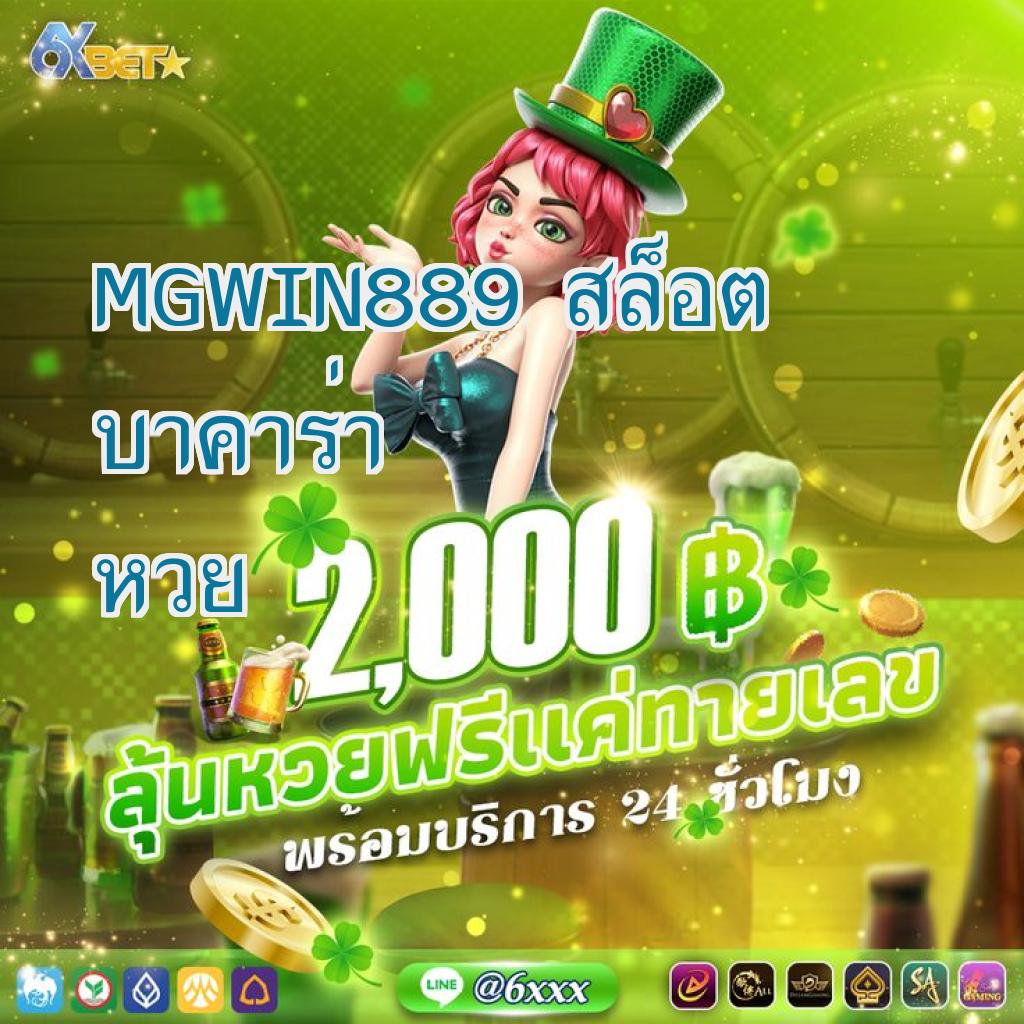 6XBET
MGWIN889 สล็อต
บาคาร่า
หวย
2,000 ฿
ลุ้นหวยฟรีแค่ทายเลข
พร้อมบริการ 24 ชั่วโมง
LINE @6xxx
SA
GAMING